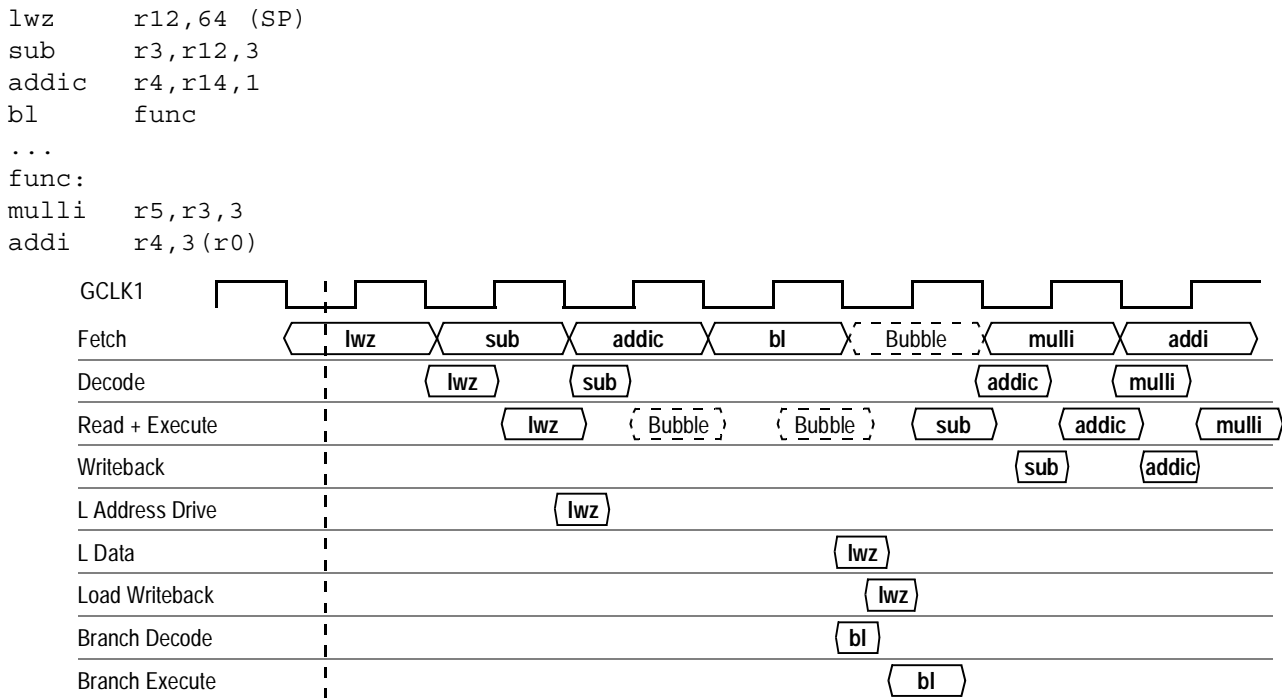 lwz r12,64 (SP)
sub r3,r12,3
addic r4,r14,1
bl func
...
func:
mulli r5,r3,3
addi r4,3(r0)
GCLK1
Fetch lwz sub addic bl Bubble mulli addi
Decode lwz sub addic mulli
Read + Execute lwz Bubble Bubble sub addic mulli
Writeback sub addic
L Address Drive lwz
L Data lwz
Load Writeback lwz
Branch Decode bl
Branch Execute bl